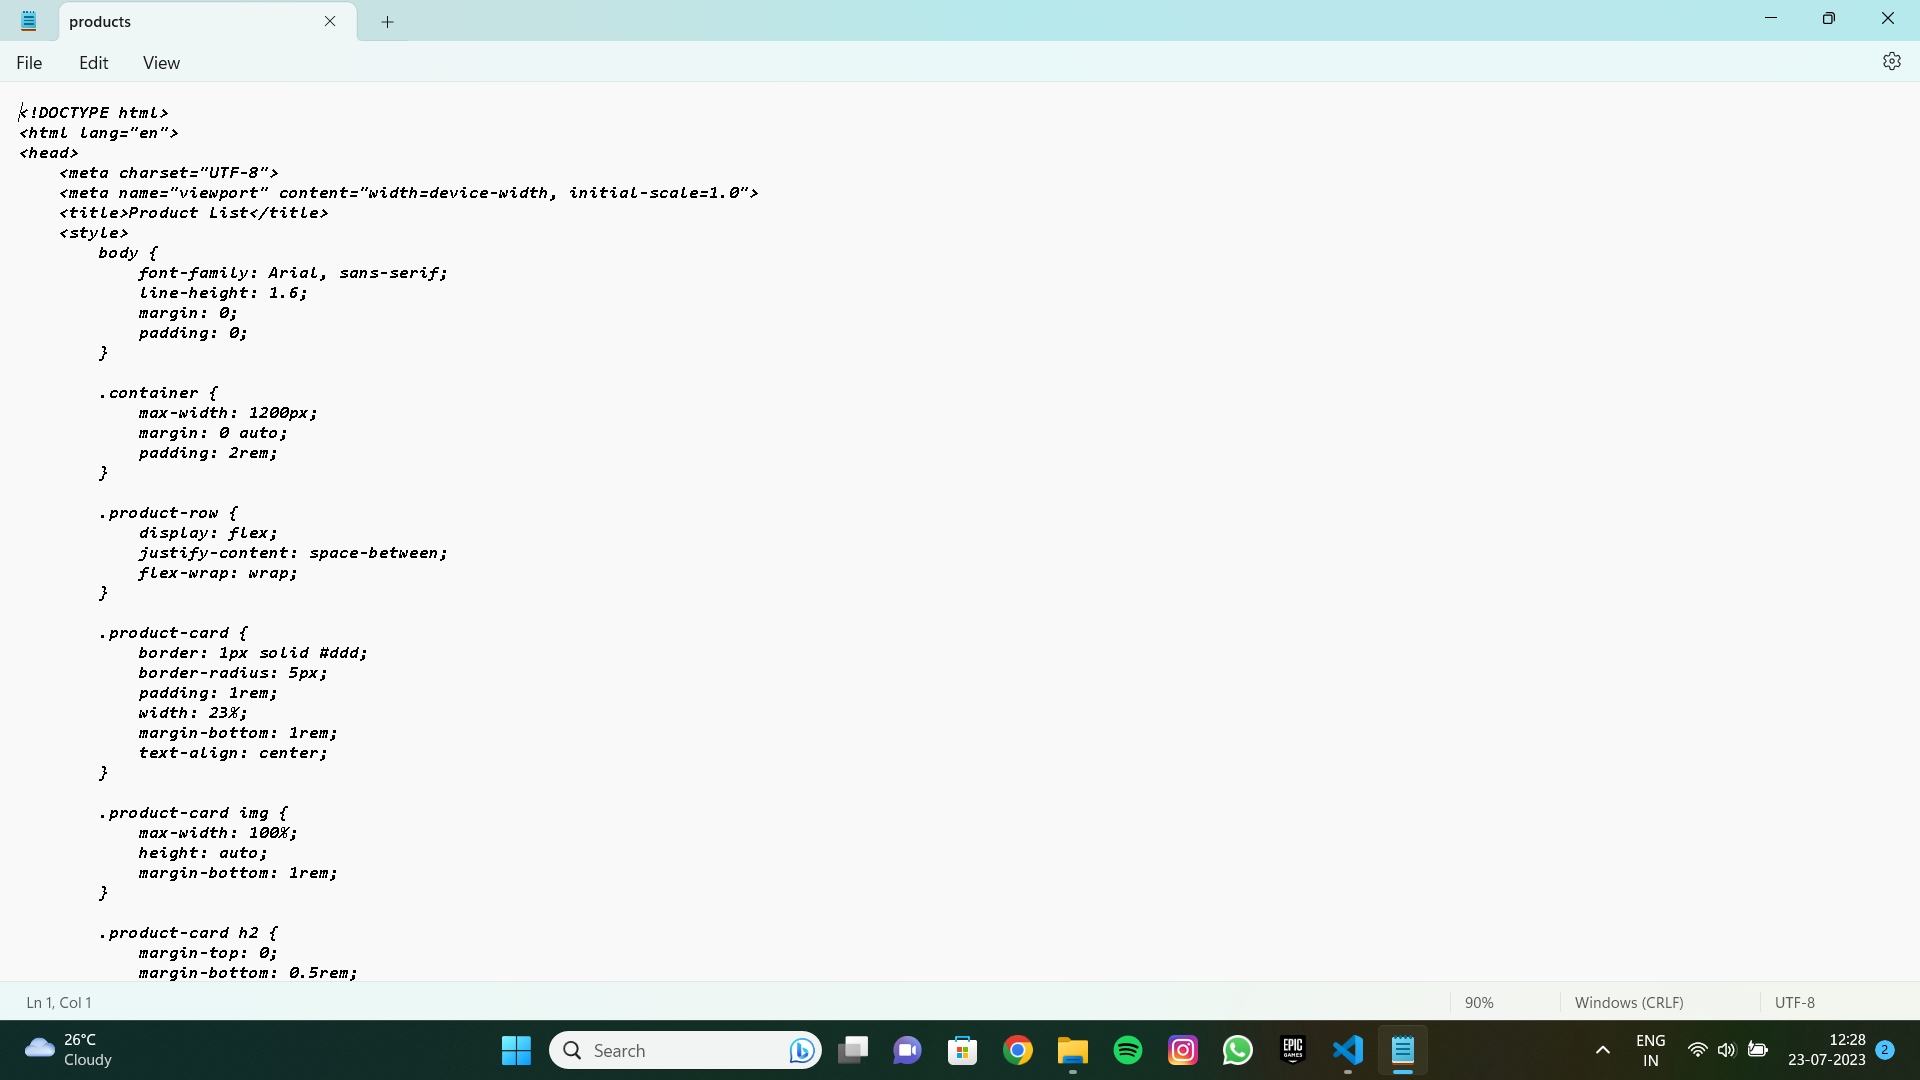 products
File Edit View
<!DOCTYPE html>
<html lang="en">
<head>
    <meta charset="UTF-8">
    <meta name="viewport" content="width=device-width, initial-scale=1.0">
    <title>Product List</title>
    <style>
        body {
            font-family: Arial, sans-serif;
            line-height: 1.6;
            margin: 0;
            padding: 0;
        }

        .container {
            max-width: 1200px;
            margin: 0 auto;
            padding: 2rem;
        }

        .product-row {
            display: flex;
            justify-content: space-between;
            flex-wrap: wrap;
        }

        .product-card {
            border: 1px solid #ddd;
            border-radius: 5px;
            padding: 1rem;
            width: 23%;
            margin-bottom: 1rem;
            text-align: center;
        }

        .product-card img {
            max-width: 100%;
            height: auto;
            margin-bottom: 1rem;
        }

        .product-card h2 {
            margin-top: 0;
            margin-bottom: 0.5rem;
Ln 1, Col 1 90% Windows (CRLF) UTF-8
26°C
Cloudy
Search
EPIC
GAMES
ENG
IN
12:28
23-07-2023
2